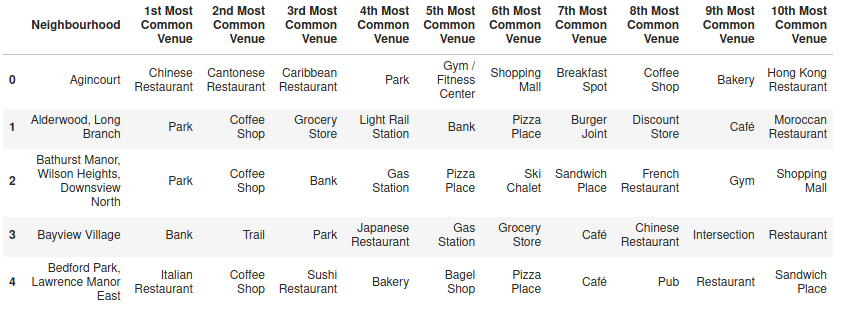 Neighbourhood 1st Most Common Venue 2nd Most Common Venue 3rd Most Common Venue 4th Most Common Venue 5th Most Common Venue 6th Most Common Venue 7th Most Common Venue 8th Most Common Venue 9th Most Common Venue 10th Most Common Venue
0 Agincourt Chinese Restaurant Cantonese Restaurant Caribbean Restaurant Park Gym / Fitness Center Shopping Mall Breakfast Spot Coffee Shop Bakery Hong Kong Restaurant
1 Alderwood, Long Branch Park Coffee Shop Grocery Store Light Rail Station Bank Pizza Place Burger Joint Discount Store Café Moroccan Restaurant
2 Bathurst Manor, Wilson Heights, Downsview North Park Coffee Shop Bank Gas Station Pizza Place Ski Chalet Sandwich Place French Restaurant Gym Shopping Mall
3 Bayview Village Bank Trail Park Japanese Restaurant Gas Station Grocery Store Café Chinese Restaurant Intersection Restaurant
4 Bedford Park, Lawrence Manor East Italian Restaurant Coffee Shop Sushi Restaurant Bakery Bagel Shop Pizza Place Café Pub Restaurant Sandwich Place